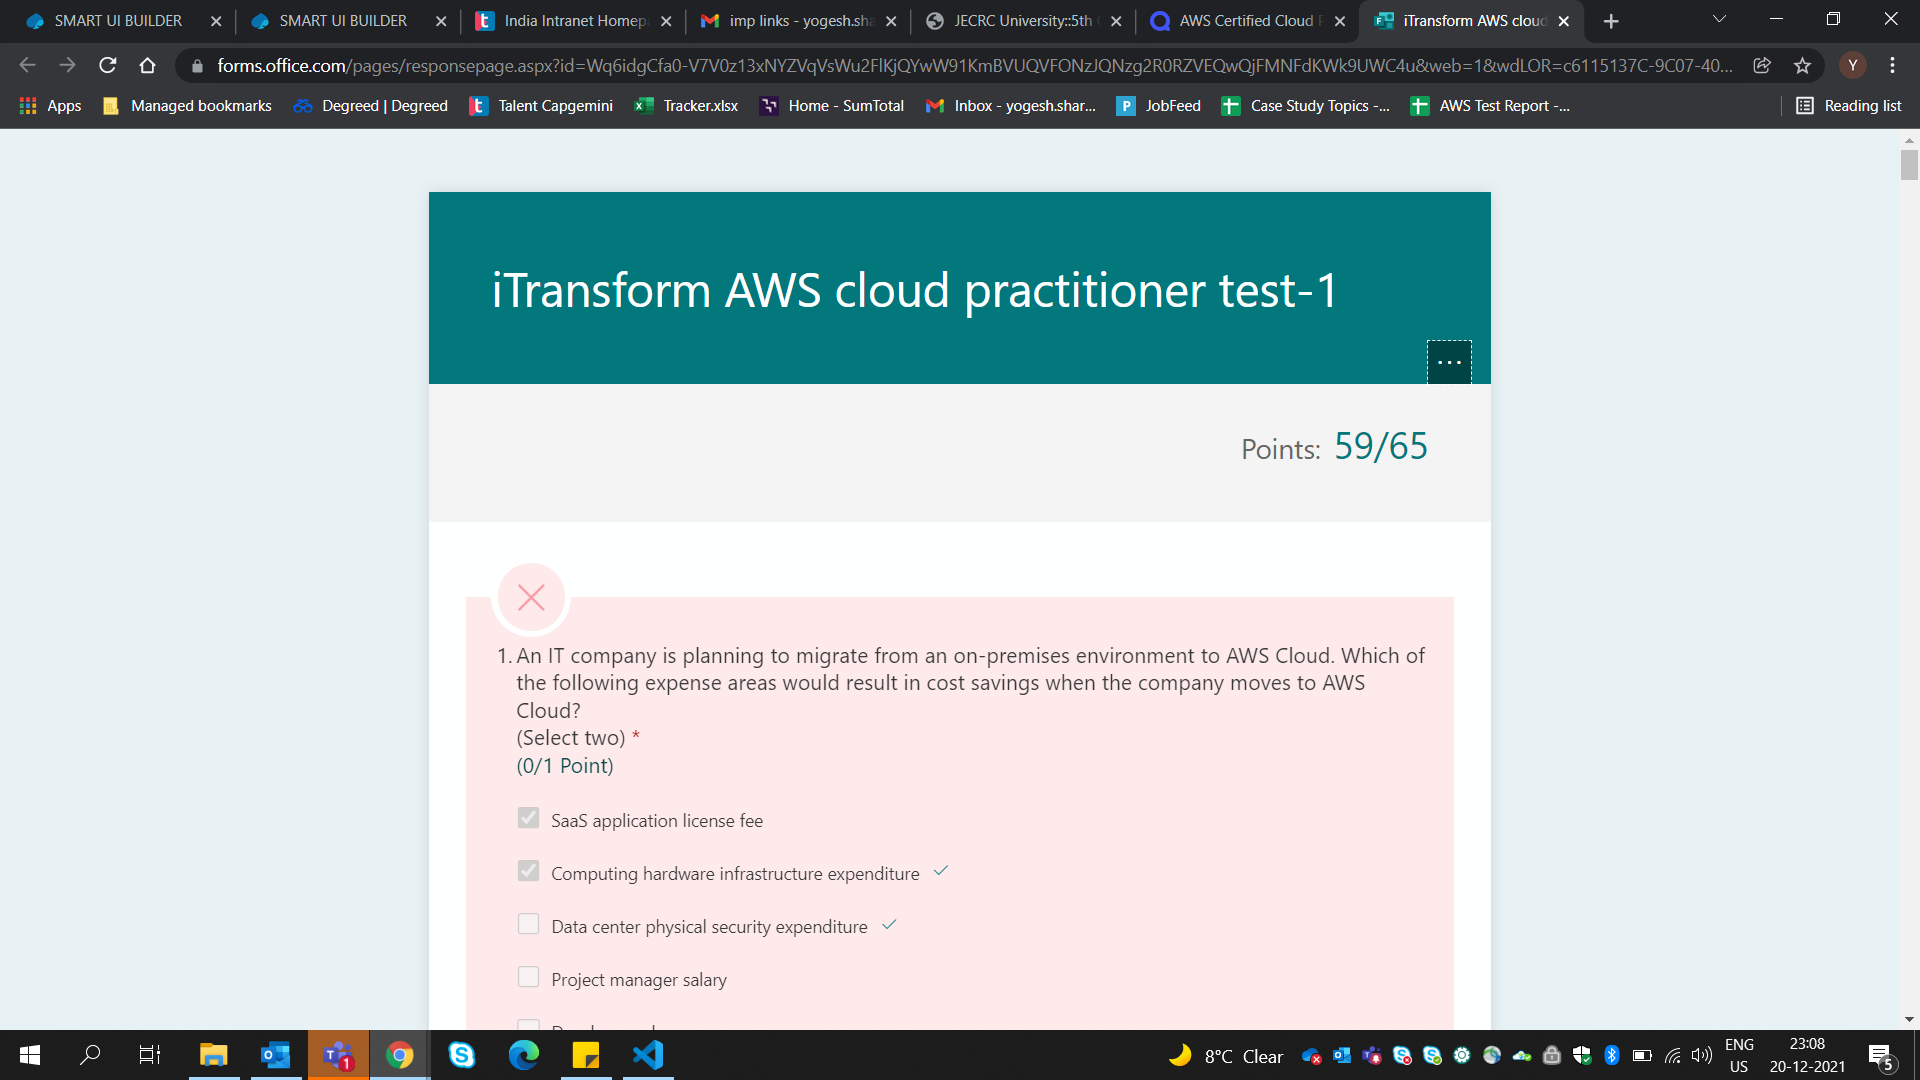 SMART UI BUILDER
SMART UI BUILDER
India Intranet Homep
imp links - yogesh.sha
JECRC University::5th
AWS Certified Cloud
iTransform AWS cloud
forms.office.com/pages/responsepage.aspx?id=Wq6idgCfa0-V7V0z13xNYZVqVsWu2FlKjQYwW91KmBVUQVFONzJQNzg2R0RZVEQwQjFMNFdKWk9UWC4u&web=1&wdLOR=c6115137C-9C07-40...
Y
Apps
Managed bookmarks
Degreed | Degreed
Talent Capgemini
Tracker.xlsx
Home - SumTotal
Inbox - yogesh.shar...
JobFeed
Case Study Topics -...
AWS Test Report -...
Reading list
iTransform AWS cloud practitioner test-1
...
Points: 59/65
1. An IT company is planning to migrate from an on-premises environment to AWS Cloud. Which of
the following expense areas would result in cost savings when the company moves to AWS
Cloud?
(Select two) *
(0/1 Point)
SaaS application license fee
Computing hardware infrastructure expenditure
Data center physical security expenditure
Project manager salary
8°C Clear
ENG
US
23:08
20-12-2021
5
1